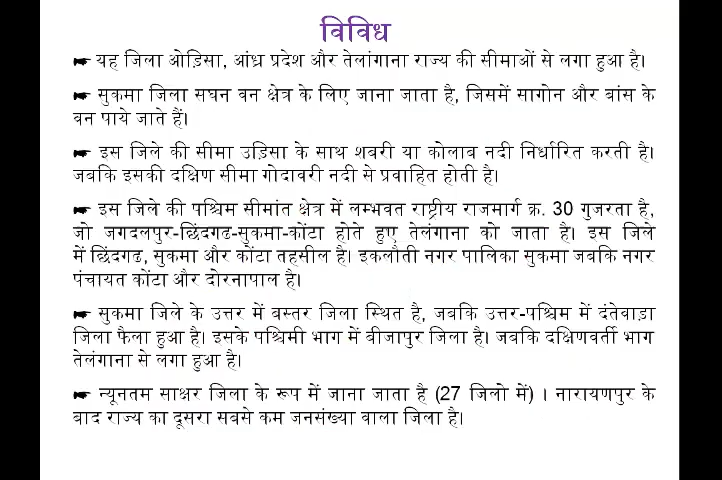 विविध
☛ यह जिला ओड़िसा, आंध्र प्रदेश और तेलांगाना राज्य की सीमाओं से लगा हुआ है।
☛ सुकमा जिला सघन वन क्षेत्र के लिए जाना जाता है, जिसमें सागोन और बांस के
वन पाये जाते हैं।
☛ इस जिले की सीमा उड़िसा के साथ शबरी या कोलाब नदी निर्धारित करती है।
जबकि इसकी दक्षिण सीमा गोदावरी नदी से प्रवाहित होती है।
☛ इस जिले की पश्चिम सीमांत क्षेत्र में लम्भवत राष्ट्रीय राजमार्ग क्र. 30 गुजरता है,
जो जगदलपुर-छिंदगढ-सुकमा-कोंटा होते हुए तेलंगाना को जाता है। इस जिले
में छिंदगढ, सुकमा और कोंटा तहसील है। इकलौती नगर पालिका सुकमा जबकि नगर
पंचायत कोंटा और दोरनापाल है।
☛ सुकमा जिले के उत्तर में बस्तर जिला स्थित है, जबकि उत्तर-पश्चिम में दंतेवाड़ा
जिला फैला हुआ है। इसके पश्चिमी भाग में बीजापुर जिला है। जबकि दक्षिणवर्ती भाग
तेलंगाना से लगा हुआ है।
☛ न्यूनतम साक्षर जिला के रूप में जाना जाता है (27 जिलो में) । नारायणपुर के
बाद राज्य का दूसरा सबसे कम जनसंख्या वाला जिला है।